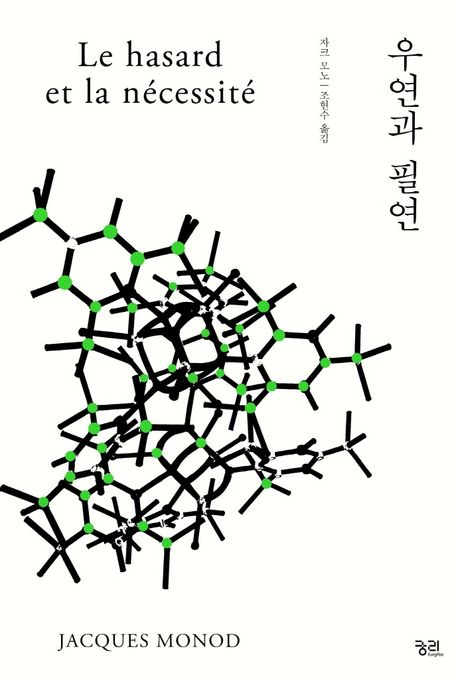 Le hasard
et la nécessité
우연과 필연
자크 모노 | 조현수 옮김
JACQUES MONOD
궁리
KungRee